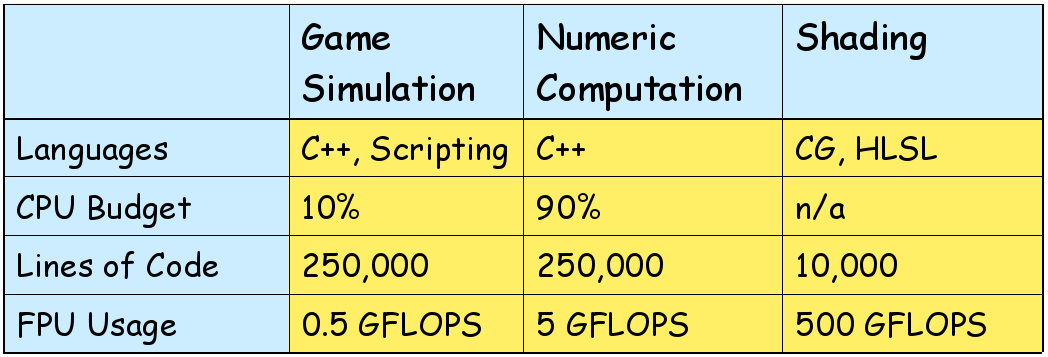 Game Simulation Numeric Computation Shading
Languages C++, Scripting C++ CG, HLSL
CPU Budget 10% 90% n/a
Lines of Code 250,000 250,000 10,000
FPU Usage 0.5 GFLOPS 5 GFLOPS 500 GFLOPS